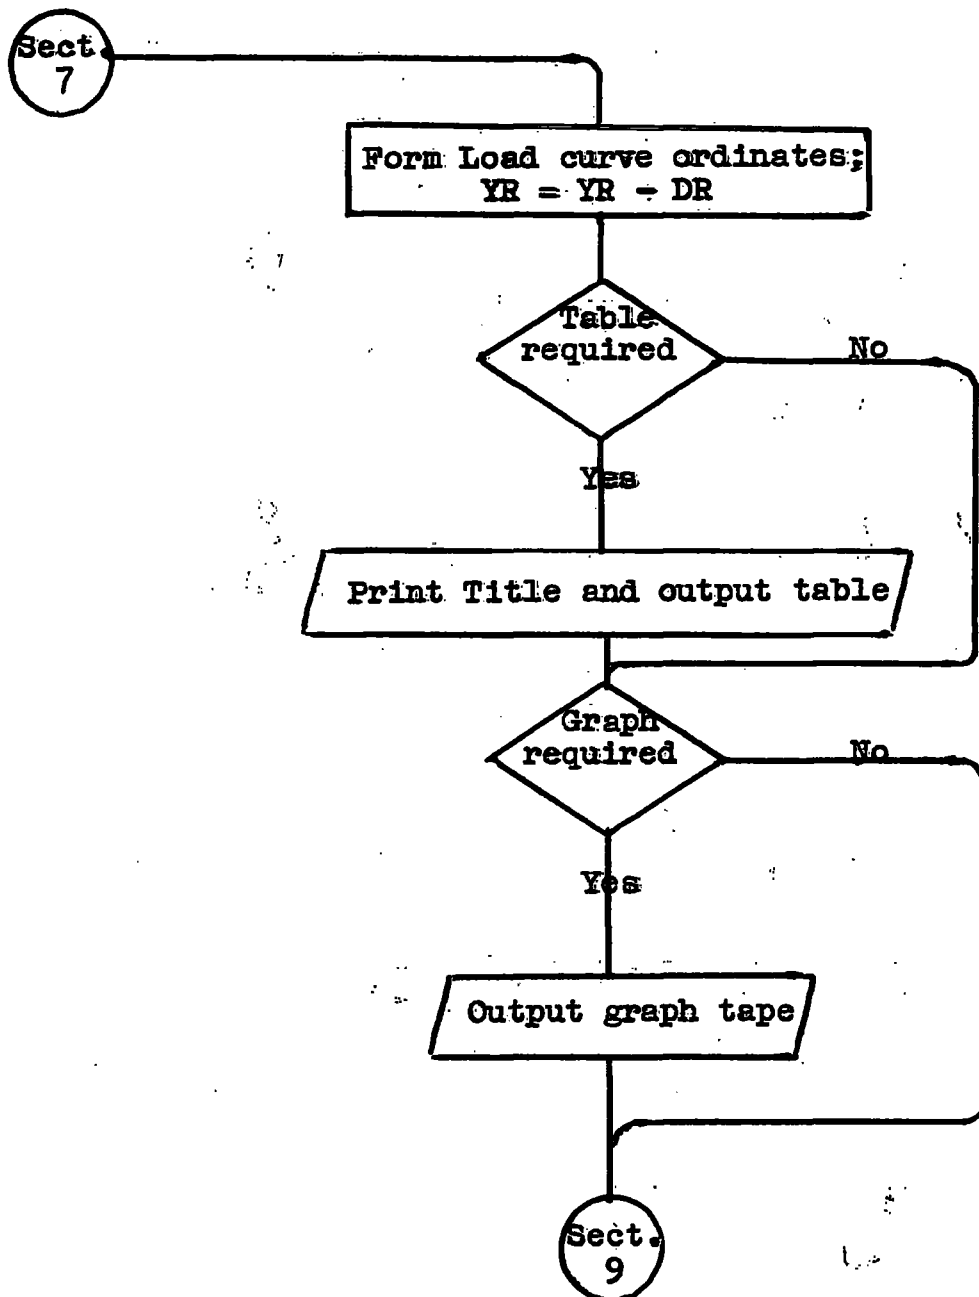 Sect.
7
Form Load curve ordinates;
YR = YR - DR
Table
required
No
Yes
Print Title and output table
Graph
required
No
Yes
Output graph tape
Sect.
9